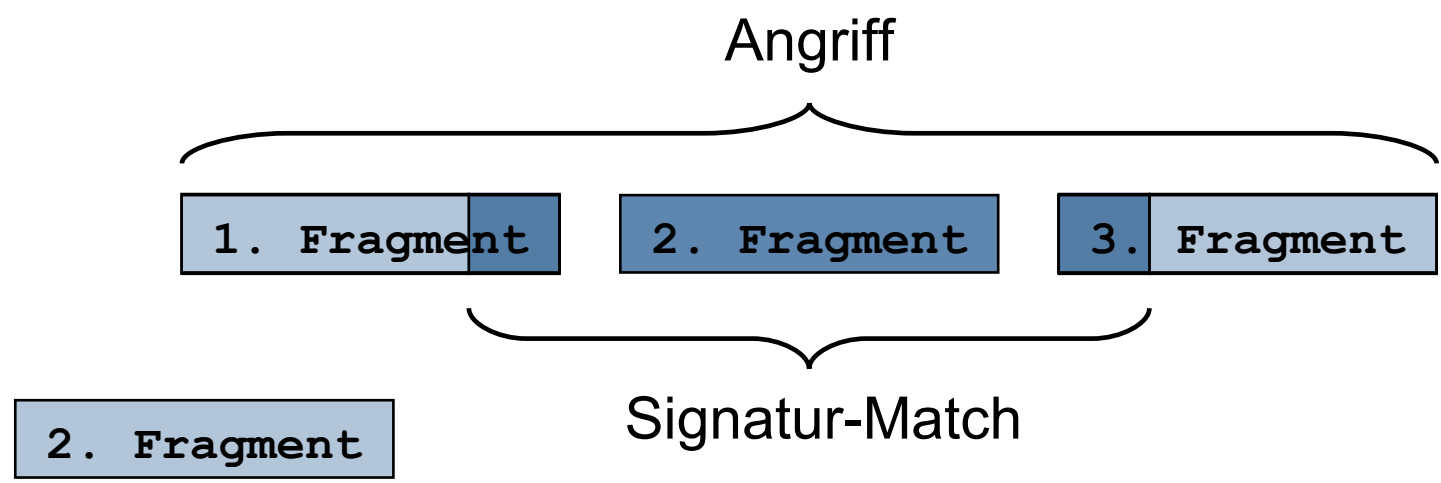 Angriff
1. Fragment
2. Fragment
3. Fragment
Signatur-Match
2. Fragment